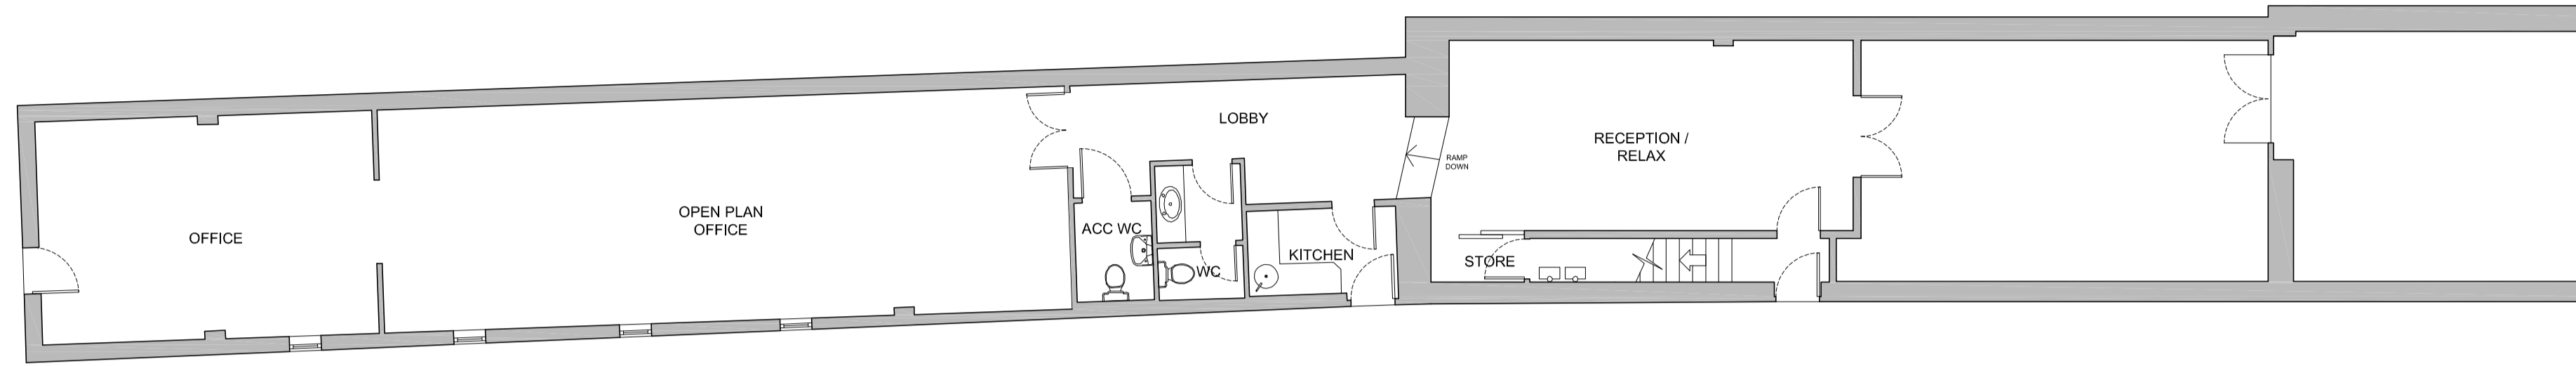 OFFICE
OPEN PLAN
OFFICE
ACC WC
WC
LOBBY
KITCHEN
RAMP
DOWN
STORE
RECEPTION /
RELAX